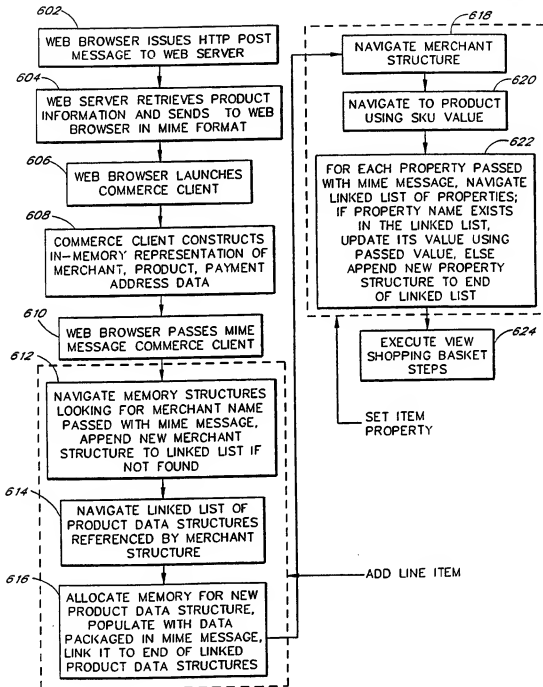 602
WEB BROWSER ISSUES HTTP POST
MESSAGE TO WEB SERVER
604
WEB SERVER RETRIEVES PRODUCT
INFORMATION AND SENDS TO WEB
BROWSER IN MIME FORMAT
606
WEB BROWSER LAUNCHES
COMMERCE CLIENT
608
COMMERCE CLIENT CONSTRUCTS
IN-MEMORY REPRESENTATION OF
MERCHANT, PRODUCT, PAYMENT
ADDRESS DATA
610
WEB BROWSER PASSES MIME
MESSAGE COMMERCE CLIENT
612
NAVIGATE MEMORY STRUCTURES
LOOKING FOR MERCHANT NAME
PASSED WITH MIME MESSAGE,
APPEND NEW MERCHANT
STRUCTURE TO LINKED LIST IF
NOT FOUND
614
NAVIGATE LINKED LIST OF
PRODUCT DATA STRUCTURES
REFERENCED BY MERCHANT
STRUCTURE
616
ALLOCATE MEMORY FOR NEW
PRODUCT DATA STRUCTURE,
POPULATE WITH DATA
PACKAGED IN MIME MESSAGE,
LINK IT TO END OF LINKED
PRODUCT DATA STRUCTURES
ADD LINE ITEM
618
NAVIGATE MERCHANT
STRUCTURE
620
NAVIGATE TO PRODUCT
USING SKU VALUE
622
FOR EACH PROPERTY PASSED
WITH MIME MESSAGE, NAVIGATE
LINKED LIST OF PROPERTIES;
IF PROPERTY NAME EXISTS
IN THE LINKED LIST,
UPDATE ITS VALUE USING
PASSED VALUE, ELSE
APPEND NEW PROPERTY
STRUCTURE TO END
OF LINKED LIST
624
EXECUTE VIEW
SHOPPING BASKET
STEPS
SET ITEM
PROPERTY